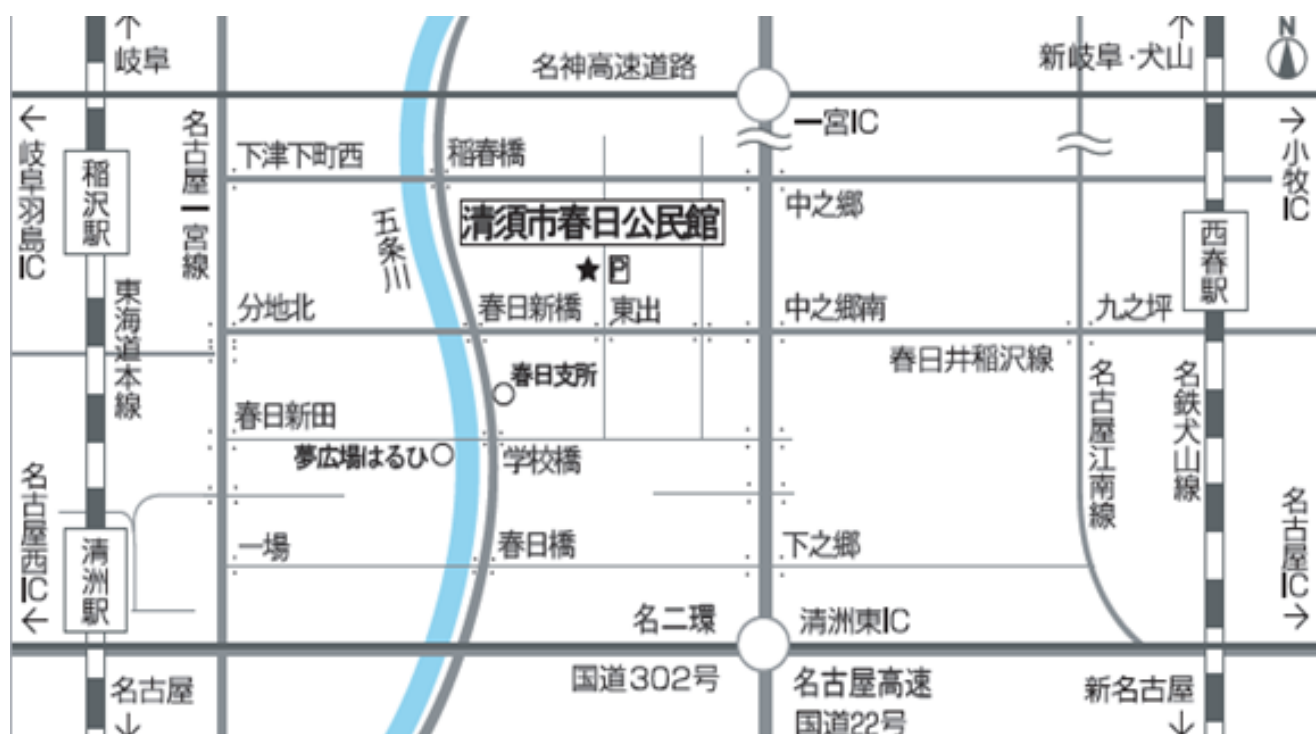 ↑
岐阜
名神高速道路
↑
新岐阜・犬山
N
一宮IC
←岐阜羽島IC
稲沢駅
名古屋一宮線
下津下町西
稲春橋
→小牧IC
中之郷
清須市春日公民館
五条川
★
P
西春駅
東海道本線
分地北
春日新橋
東出
中之郷南
九之坪
春日井稲沢線
春日支所
名古屋江南線
名鉄犬山線
春日新田
夢広場はるひ
学校橋
名古屋西IC←
清洲駅
一場
春日橋
下之郷
名古屋IC→
名二環
清洲東IC
国道302号
名古屋高速
国道22号
名古屋
↓
新名古屋
↓